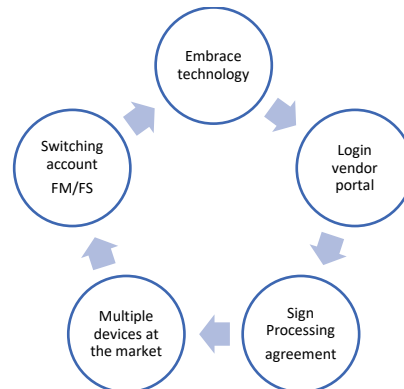 Embrace
technology
Login
vendor
portal
Sign
Processing
agreement
Multiple
devices at
the market
Switching
account
FM/FS